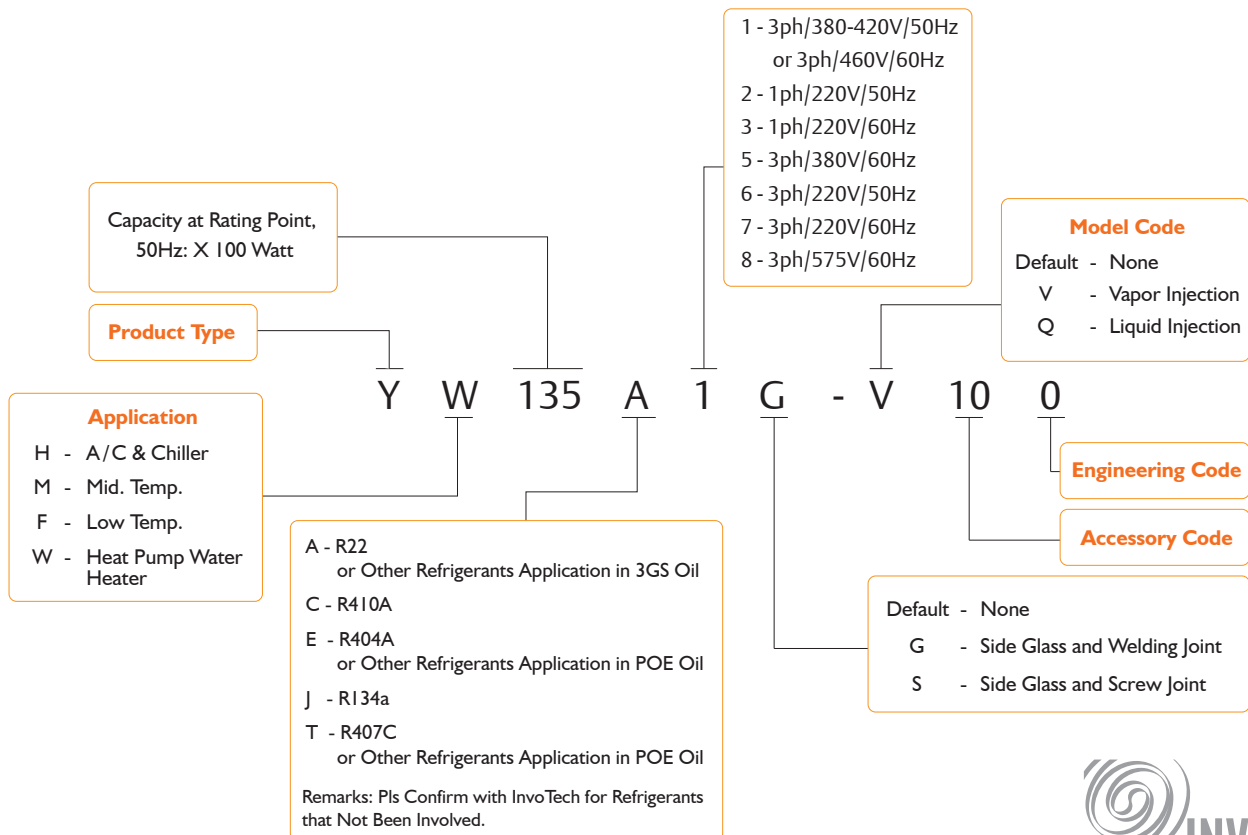 1 - 3ph/380-420V/50Hz
or 3ph/460V/60Hz
2 - 1ph/220V/50Hz
3 - 1ph/220V/60Hz
5 - 3ph/380V/60Hz
6 - 3ph/220V/50Hz
7 - 3ph/220V/60Hz
8 - 3ph/575V/60Hz
Capacity at Rating Point,
50Hz: X 100 Watt
Model Code
Default - None
V - Vapor Injection
Q - Liquid Injection
Product Type
Y W 135 A 1 G - V 10 0
Application
H - A/C & Chiller
M - Mid. Temp.
F - Low Temp.
W - Heat Pump Water
Heater
Engineering Code
Accessory Code
A - R22
or Other Refrigerants Application in 3GS Oil
C - R410A
E - R404A
or Other Refrigerants Application in POE Oil
J - R134a
T - R407C
or Other Refrigerants Application in POE Oil
Remarks: Pls Confirm with InvoTech for Refrigerants
that Not Been Involved.
Default - None
G - Side Glass and Welding Joint
S - Side Glass and Screw Joint
INV